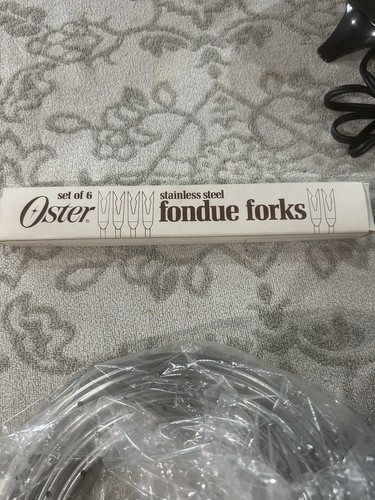 set of 6
Oster®
stainless steel
fondue forks